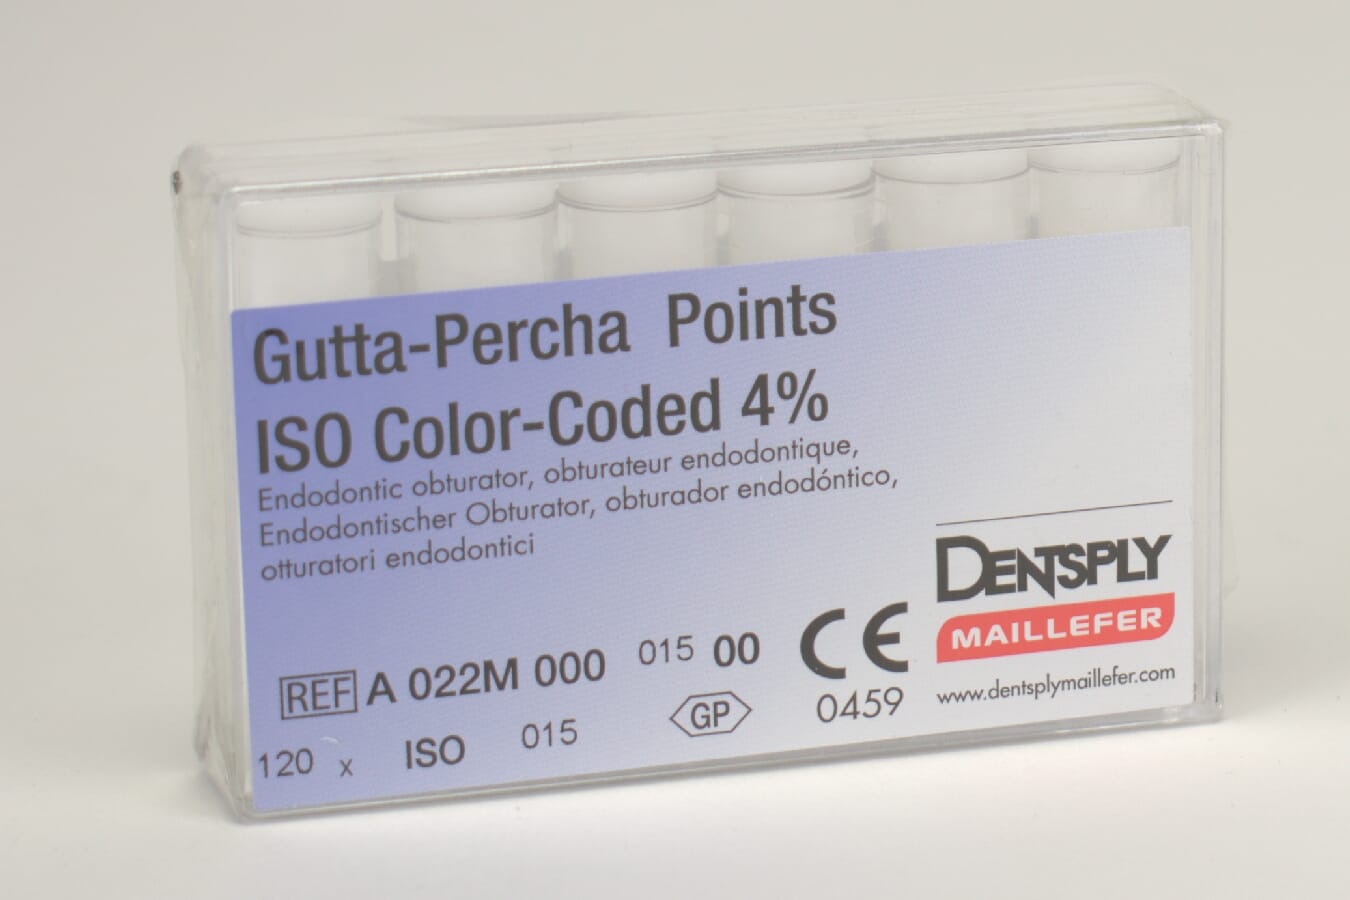 Gutta-Percha Points
ISO Color-Coded 4%
Endodontic obturator, obturateur endodontique,
Endodontischer Obturator, obturador endodóntico,
otturatori endodontici
DENTSPLY
MAILLEFER
www.dentsplymaillefer.com
REF A 022M 000 015 00
CE
120 x ISO 015 GP 0459